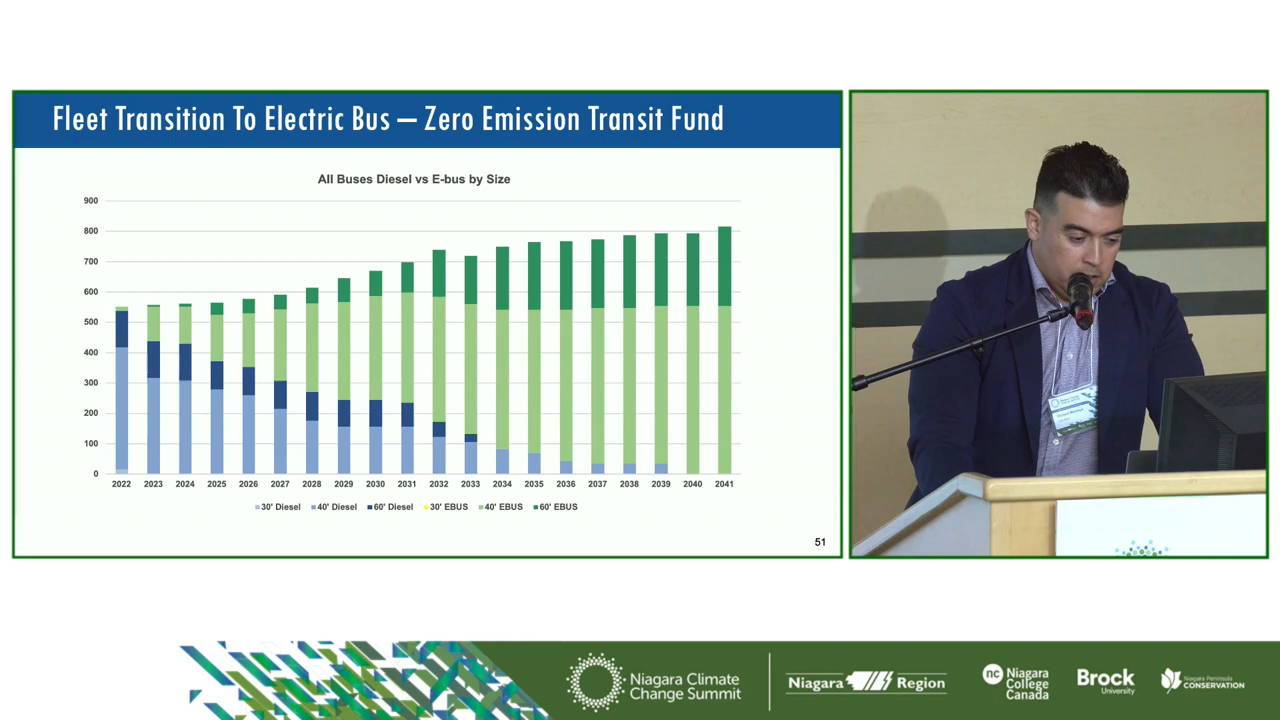 Fleet Transition To Electric Bus – Zero Emission Transit Fund
All Buses Diesel vs E-bus by Size
900
800
700
600
500
400
300
200
100
0
2022 2023 2024 2025 2026 2027 2028 2029 2030 2031 2032 2033 2034 2035 2036 2037 2038 2039 2040 2041
30' Diesel 40' Diesel 60' Diesel 30' EBUS 40' EBUS 60' EBUS
51
Niagara Climate
Change Summit
Niagara Region
nc
Niagara
College
Canada
Brock
University
Niagara Peninsula
CONSERVATION